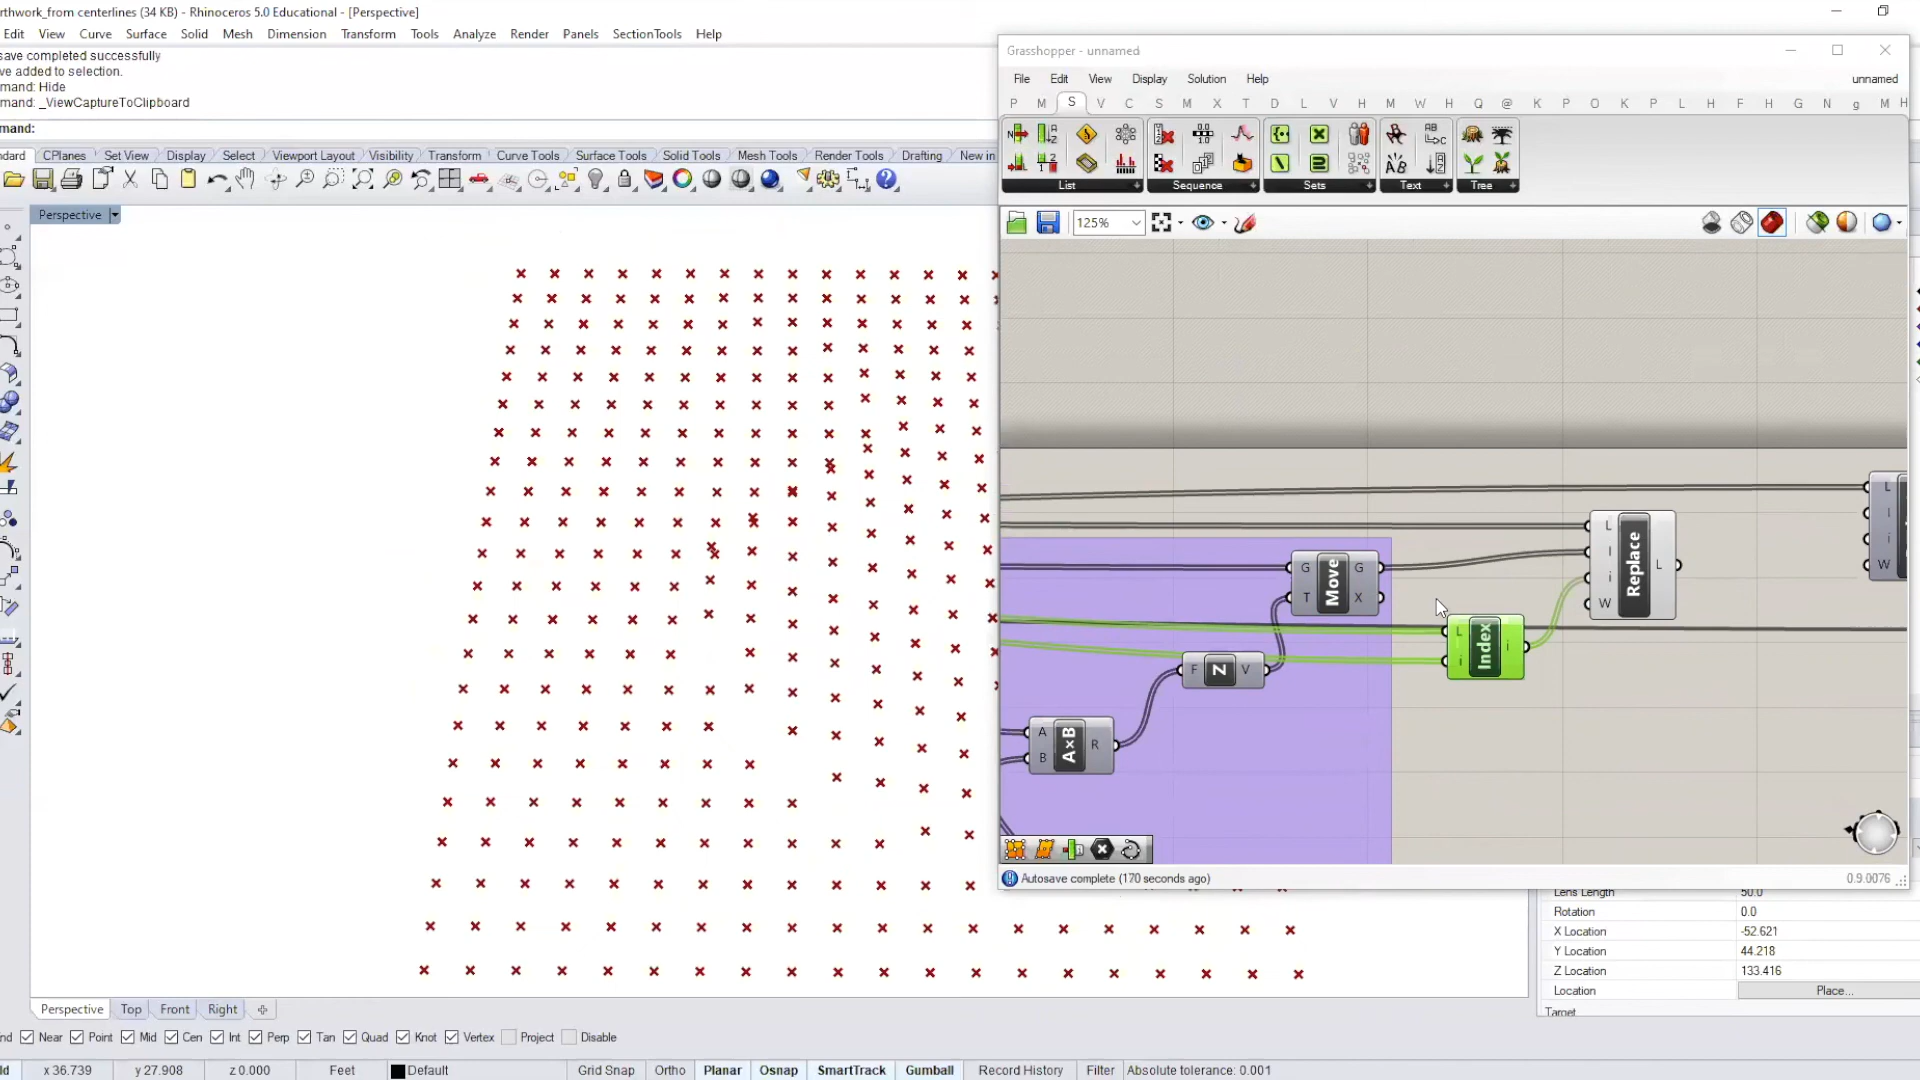 rthwork_from centerlines (34 KB) - Rhinoceros 5.0 Educational - [Perspective]
Edit View Curve Surface Solid Mesh Dimension Transform Tools Analyze Render Panels SectionTools Help
save completed successfully
ve added to selection.
mand: Hide
mand: _ViewCaptureToClipboard
mand:
ndard CPlanes Set View Display Select Viewport Layout Visibility Transform Curve Tools Surface Tools Solid Tools Mesh Tools Render Tools Drafting New in
Perspective
Grasshopper - unnamed
File Edit View Display Solution Help unnamed
P M S V C S M X T D L V H M W H Q @ K P O K P L H F H G N g M H
List Sequence Sets Text Tree
125%
L I i W Replace L
L I i W
G T Move G X
L i Index i
F Z V
A B A×B R
Autosave complete (170 seconds ago) 0.9.0076
Lens Length 50.0
Rotation 0.0
X Location -52.621
Y Location 44.218
Z Location 133.416
Location Place...
Target
Perspective Top Front Right
nd Near Point Mid Cen Int Perp Tan Quad Knot Vertex Project Disable
ld x 36.739 y 27.908 z 0.000 Feet Default Grid Snap Ortho Planar Osnap SmartTrack Gumball Record History Filter Absolute tolerance: 0.001